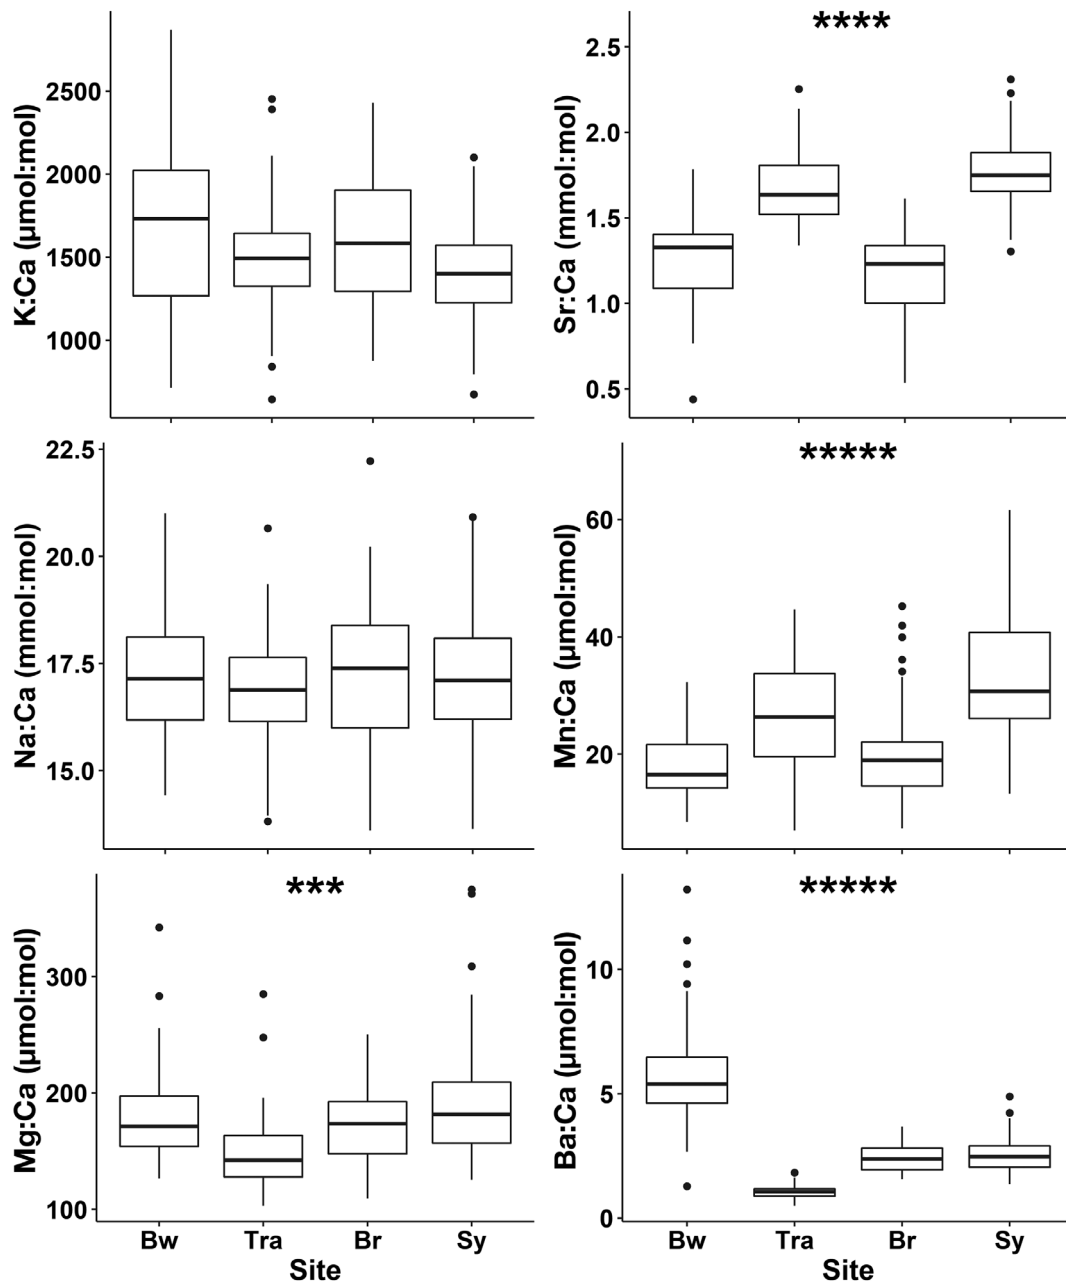 K:Ca (μmol:mol)
2500
2000
1500
1000
****
Sr:Ca (mmol:mol)
2.5
2.0
1.5
1.0
0.5
Na:Ca (mmol:mol)
22.5
20.0
17.5
15.0
*****
Mn:Ca (μmol:mol)
60
40
20
***
Mg:Ca (μmol:mol)
300
200
100
Bw Tra Br Sy
Site
*****
Ba:Ca (μmol:mol)
10
5
0
Bw Tra Br Sy
Site